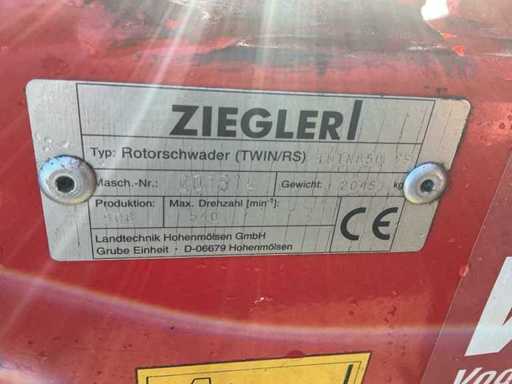 ZIEGLER
Typ: Rotorschwader (TWIN/RS)
Masch.-Nr.: Gewicht: kg
Produktion: Max. Drehzahl [min⁻¹]:
540
CE
Landtechnik Hohenmölsen GmbH
Grube Einheit · D-06679 Hohenmölsen